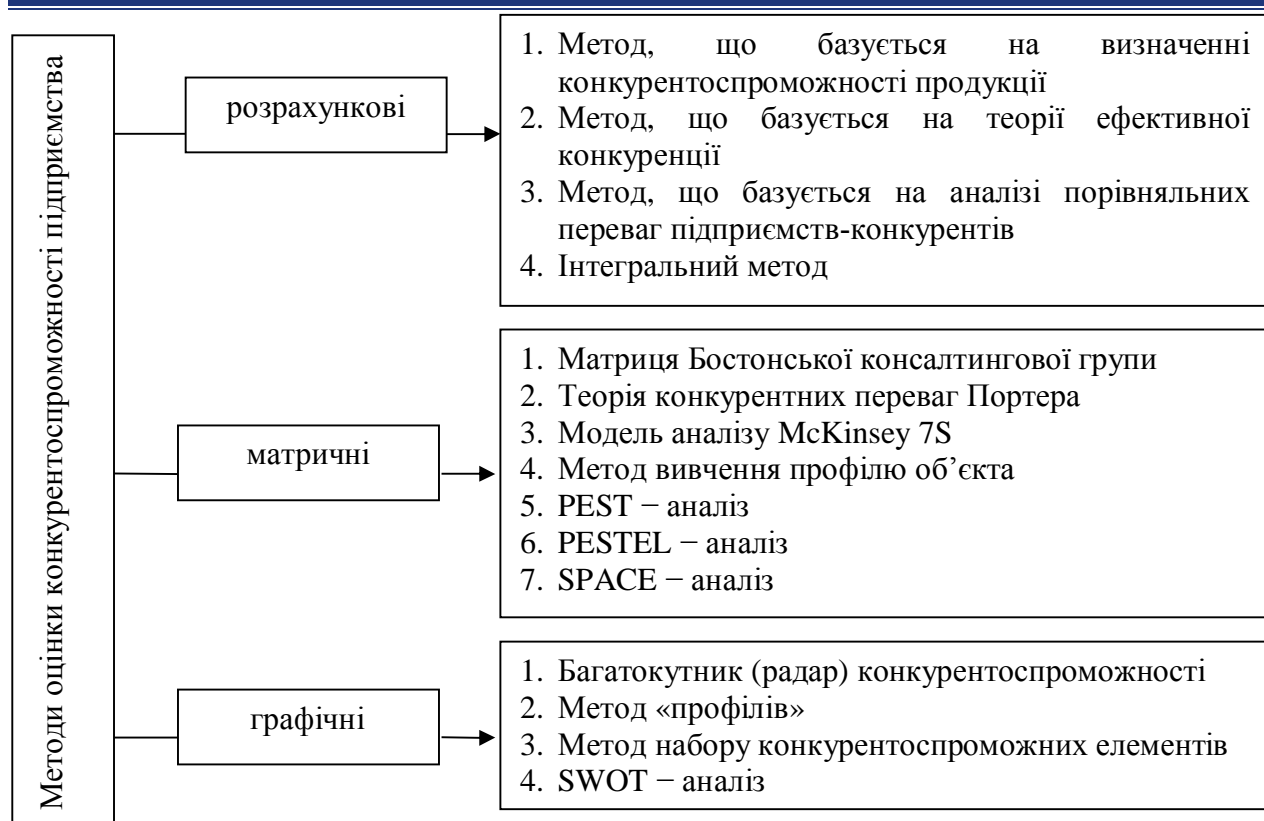 Методи оцінки конкурентоспроможності підприємства
розрахункові
1. Метод, що базується на визначенні
конкурентоспроможності продукції
2. Метод, що базується на теорії ефективної
конкуренції
3. Метод, що базується на аналізі порівняльних
переваг підприємств-конкурентів
4. Інтегральний метод
матричні
1. Матриця Бостонської консалтингової групи
2. Теорія конкурентних переваг Портера
3. Модель аналізу McKinsey 7S
4. Метод вивчення профілю об’єкта
5. PEST − аналіз
6. PESTEL − аналіз
7. SPACE − аналіз
графічні
1. Багатокутник (радар) конкурентоспроможності
2. Метод «профілів»
3. Метод набору конкурентоспроможних елементів
4. SWOT − аналіз